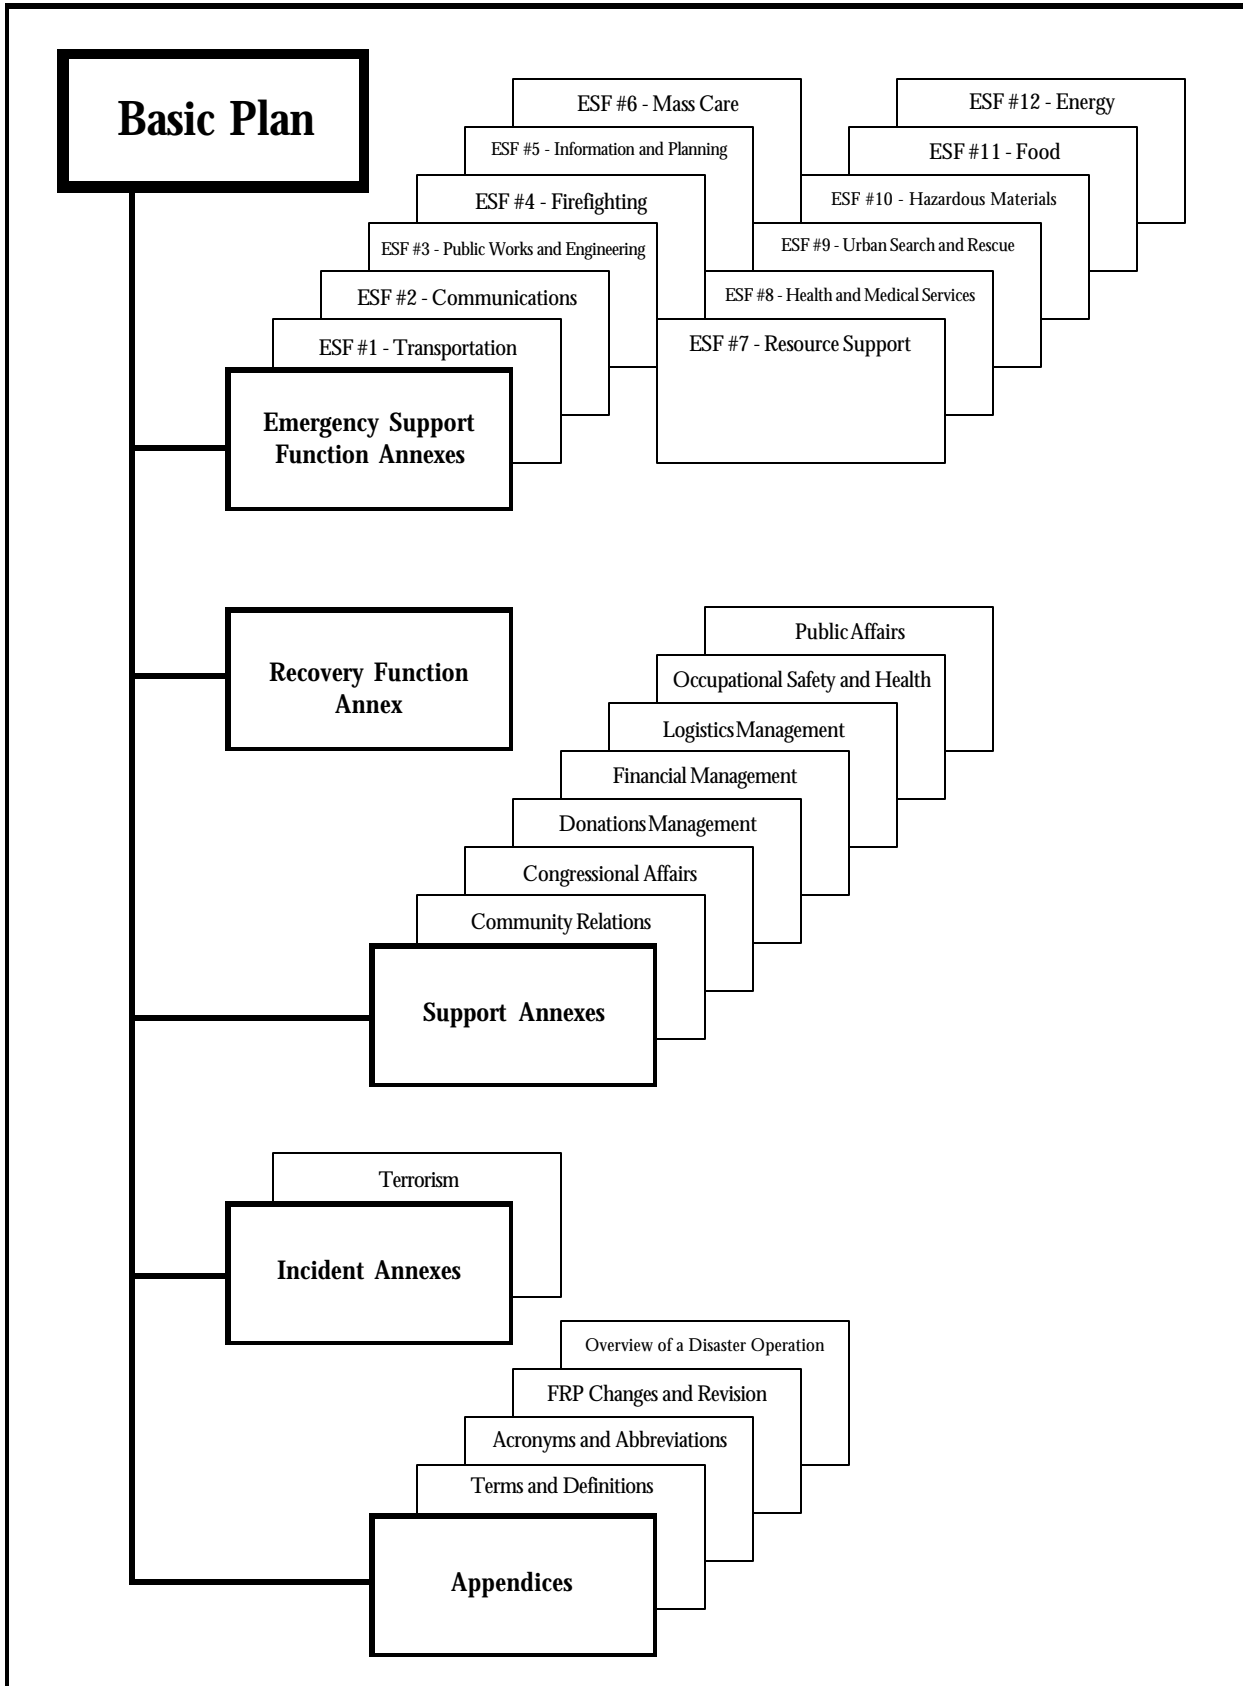 Basic Plan
ESF #6 - Mass Care
ESF #5 - Information and Planning
ESF #4 - Firefighting
ESF #3 - Public Works and Engineering
ESF #2 - Communications
ESF #1 - Transportation
Emergency Support
Function Annexes
ESF #12 - Energy
ESF #11 - Food
ESF #10 - Hazardous Materials
ESF #9 - Urban Search and Rescue
ESF #8 - Health and Medical Services
ESF #7 - Resource Support
Recovery Function
Annex
Public Affairs
Occupational Safety and Health
Logistics Management
Financial Management
Donations Management
Congressional Affairs
Community Relations
Support Annexes
Terrorism
Incident Annexes
Overview of a Disaster Operation
FRP Changes and Revision
Acronyms and Abbreviations
Terms and Definitions
Appendices